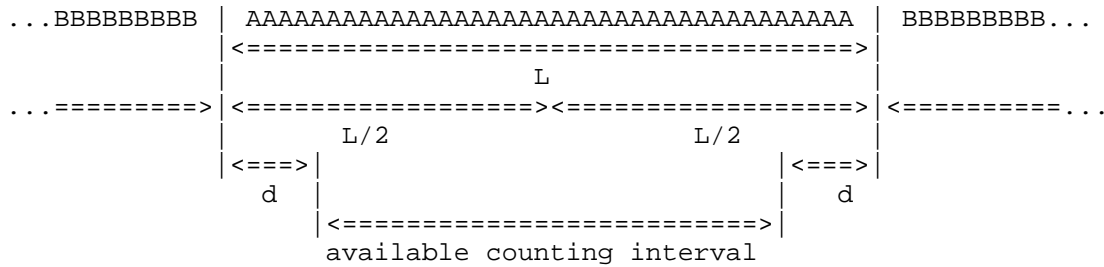 ...BBBBBBBBB | AAAAAAAAAAAAAAAAAAAAAAAAAAAAAAAAAAAAAA | BBBBBBBBB...
|<======================================>|
| L |
...=========>|<===================><==================>|<==========...
| L/2 L/2 |
|<===>| |<===>|
d | | d
|<===========================>|
available counting interval